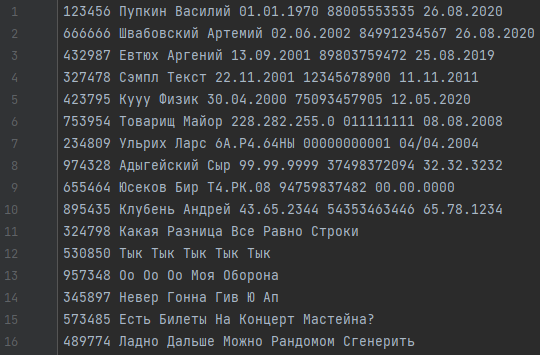 1 123456 Пупкин Василий 01.01.1970 88005553535 26.08.2020
2 666666 Швабовский Артемий 02.06.2002 84991234567 26.08.2020
3 432987 Евтюх Аргений 13.09.2001 89803759472 25.08.2019
4 327478 Сэмпл Текст 22.11.2001 12345678900 11.11.2011
5 423795 Кууу Физик 30.04.2000 75093457905 12.05.2020
6 753954 Товарищ Майор 228.282.255.0 011111111 08.08.2008
7 234809 Ульрих Ларс 6А.Р4.64НЫ 00000000001 04/04.2004
8 974328 Адыгейский Сыр 99.99.9999 37498372094 32.32.3232
9 655464 Юсеков Бир Т4.РК.08 94759837482 00.00.0000
10 895435 Клубень Андрей 43.65.2344 54353463446 65.78.1234
11 324798 Какая Разница Все Равно Строки
12 530850 Тык Тык Тык Тык Тык
13 957348 Оо Оо Оо Моя Оборона
14 345897 Невер Гонна Гив Ю Ап
15 573485 Есть Билеты На Концерт Мастейна?
16 489774 Ладно Дальше Можно Рандомом Сгенерить